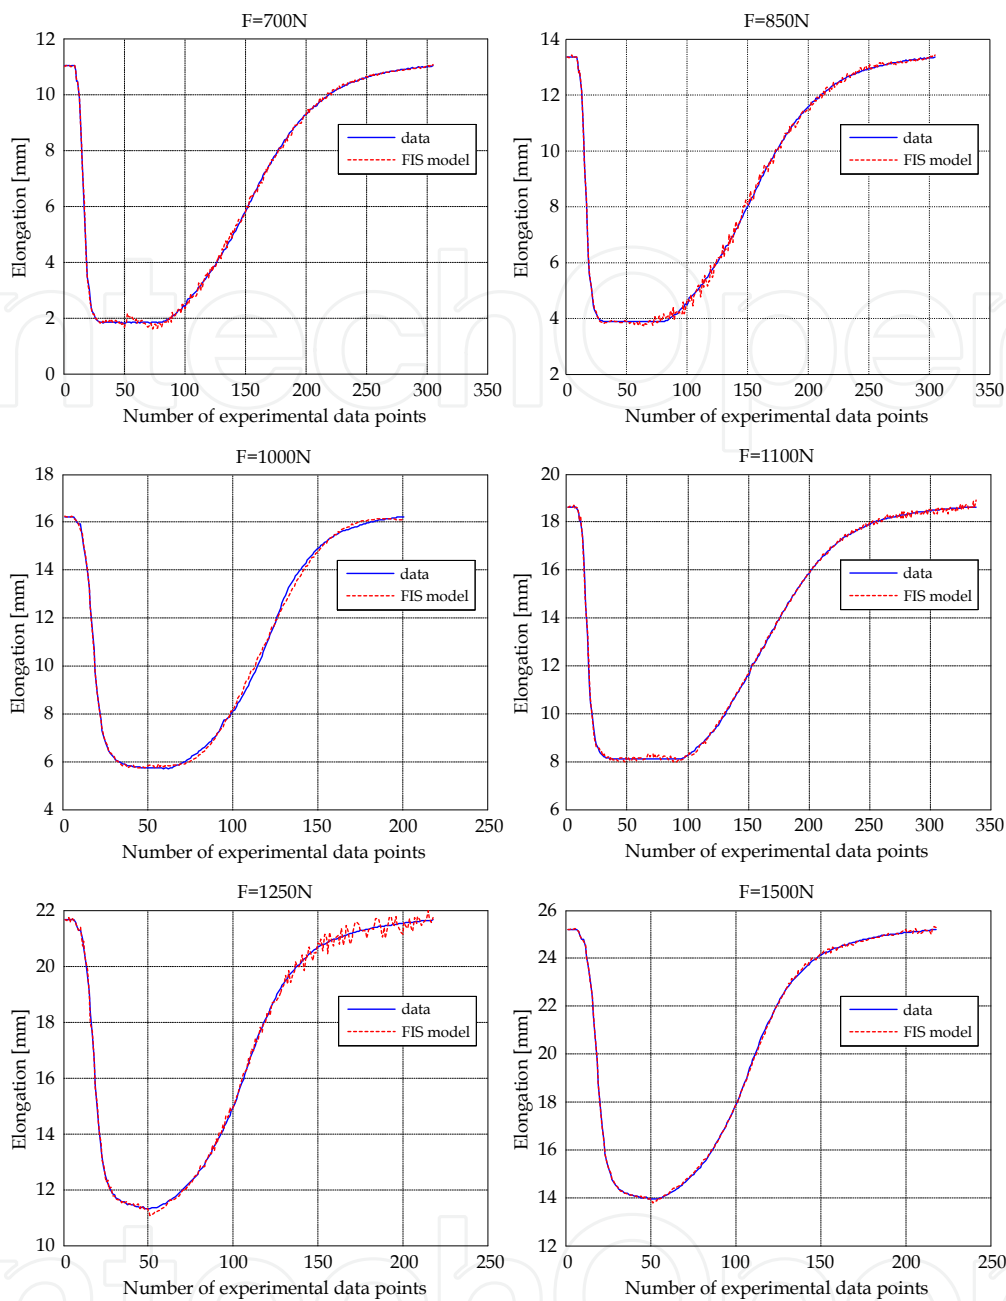 F=700N
12
10
8
6
4
2
0
0 50 100 150 200 250 300 350
Elongation [mm]
Number of experimental data points
data
FIS model
F=850N
14
12
10
8
6
4
2
0 50 100 150 200 250 300 350
Elongation [mm]
Number of experimental data points
data
FIS model
F=1000N
18
16
14
12
10
8
6
4
0 50 100 150 200 250
Elongation [mm]
Number of experimental data points
data
FIS model
F=1100N
20
18
16
14
12
10
8
6
0 50 100 150 200 250 300 350
Elongation [mm]
Number of experimental data points
data
FIS model
F=1250N
22
20
18
16
14
12
10
0 50 100 150 200 250
Elongation [mm]
Number of experimental data points
data
FIS model
F=1500N
26
24
22
20
18
16
14
12
0 50 100 150 200 250
Elongation [mm]
Number of experimental data points
data
FIS model